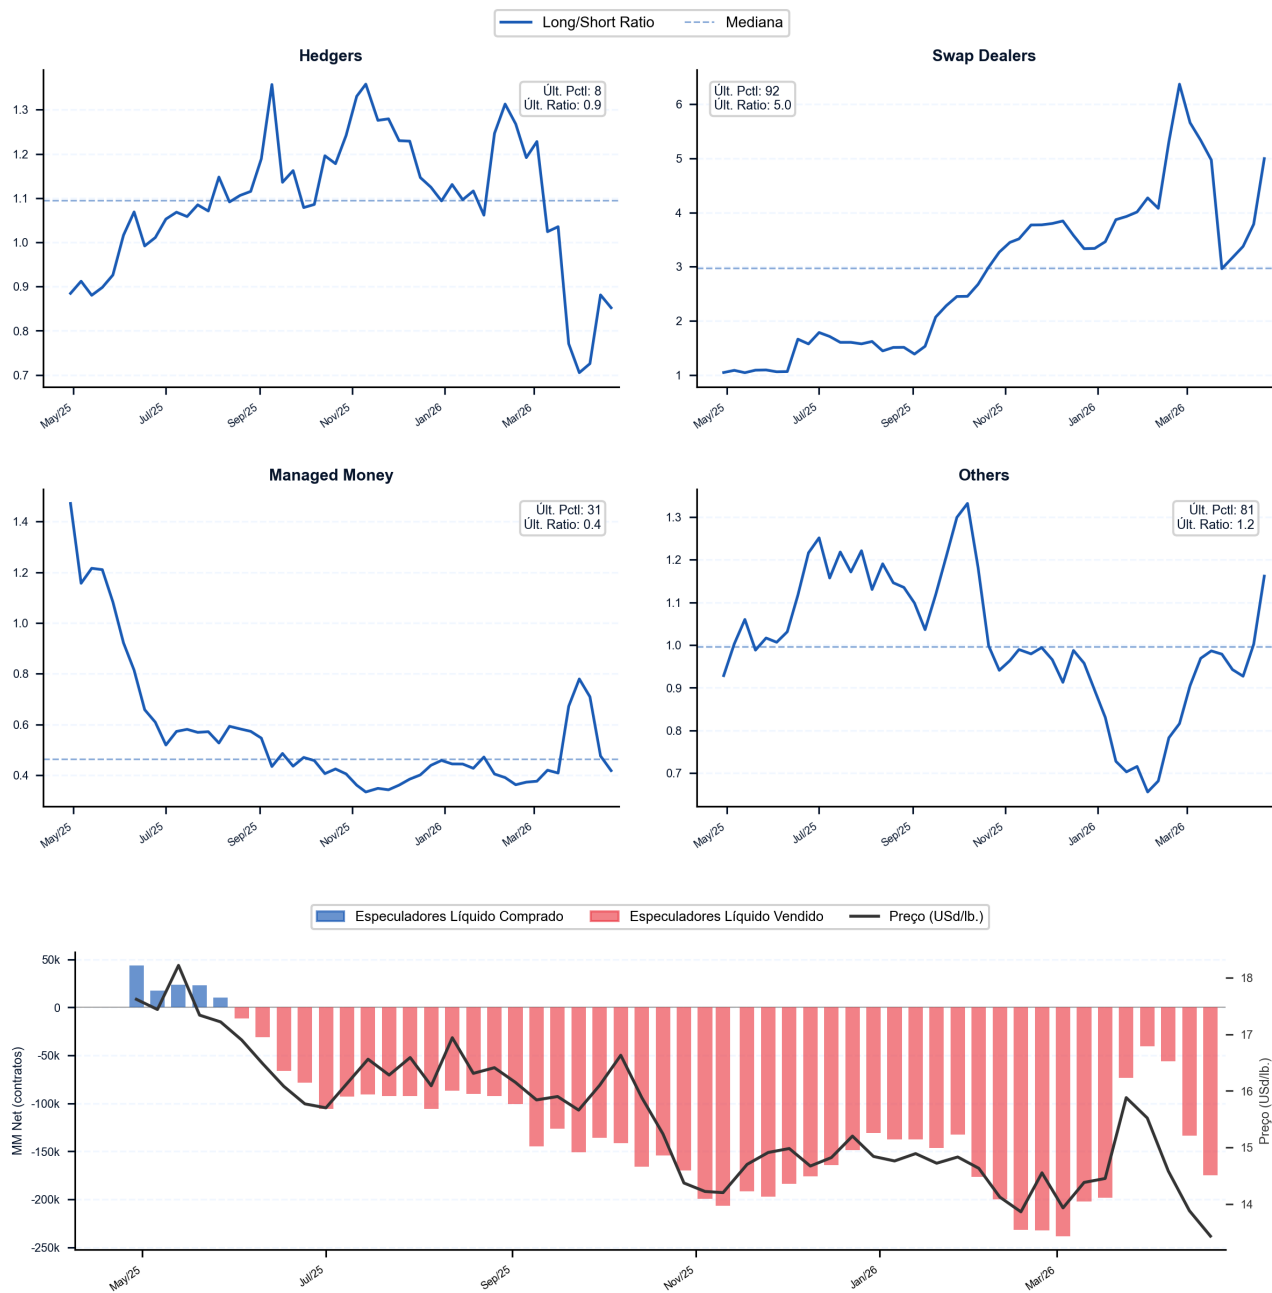 Long/Short Ratio
Mediana
Hedgers
Últ. Pctl: 8
Últ. Ratio: 0.9
1.3
1.2
1.1
1.0
0.9
0.8
0.7
May/25
Jul/25
Sep/25
Nov/25
Jan/26
Mar/26
Swap Dealers
Últ. Pctl: 92
Últ. Ratio: 5.0
6
5
4
3
2
1
May/25
Jul/25
Sep/25
Nov/25
Jan/26
Mar/26
Managed Money
Últ. Pctl: 31
Últ. Ratio: 0.4
1.4
1.2
1.0
0.8
0.6
0.4
May/25
Jul/25
Sep/25
Nov/25
Jan/26
Mar/26
Others
Últ. Pctl: 81
Últ. Ratio: 1.2
1.3
1.2
1.1
1.0
0.9
0.8
0.7
May/25
Jul/25
Sep/25
Nov/25
Jan/26
Mar/26
Especuladores Líquido Comprado
Especuladores Líquido Vendido
Preço (USd/lb.)
MM Net (contratos)
50k
0
-50k
-100k
-150k
-200k
-250k
18
17
16
15
14
Preço (USd/lb.)
May/25
Jul/25
Sep/25
Nov/25
Jan/26
Mar/26